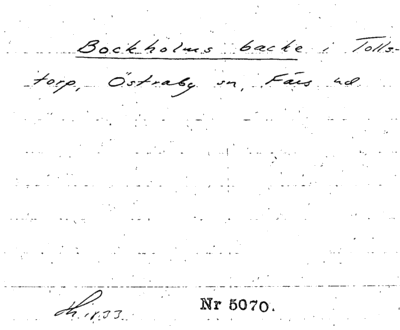 Bockholms backe i Tolls-
torp, Östraby sn, Färs hd
Nr 5070.